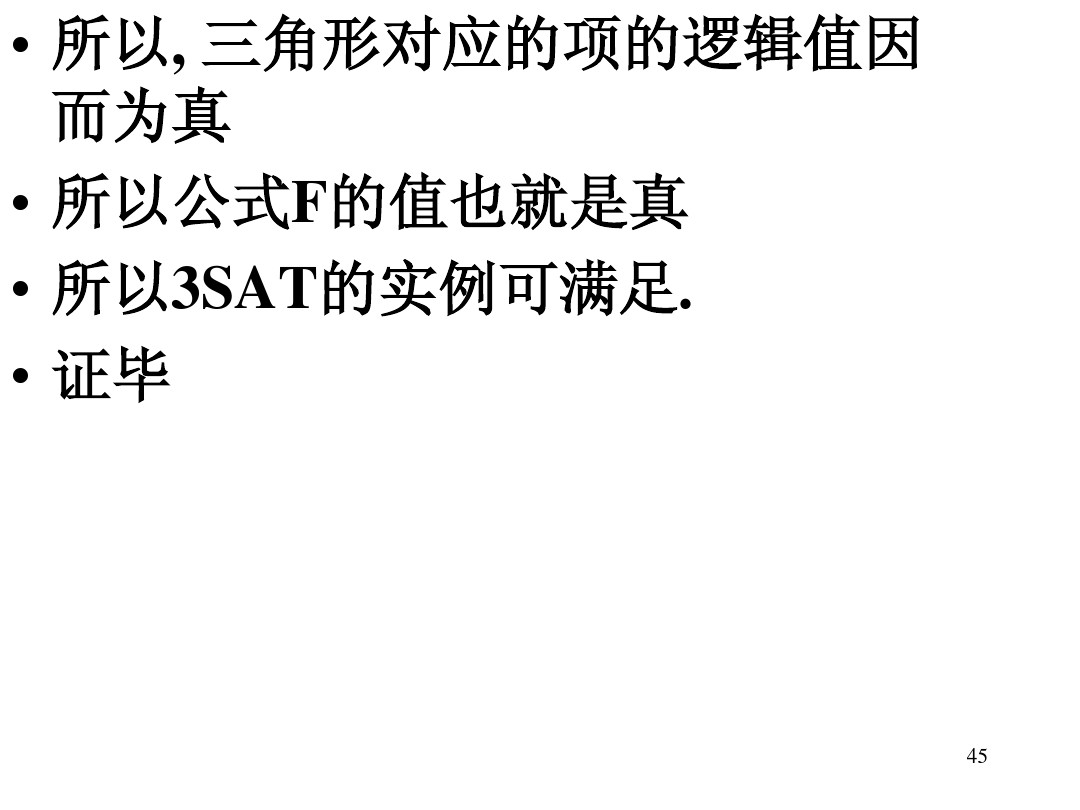 • 所以, 三角形对应的项的逻辑值因
而为真
• 所以公式F的值也就是真
• 所以3SAT的实例可满足.
• 证毕
45